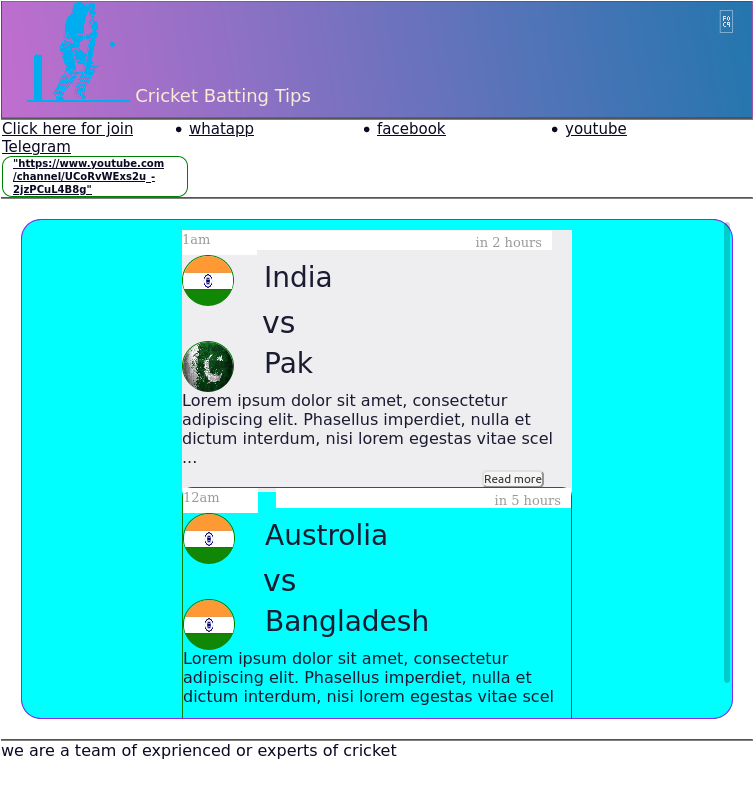 Cricket Batting Tips
Click here for join
Telegram
• whatapp
• facebook
• youtube
"https://www.youtube.com
/channel/UCoRvWExs2u_-
2jzPCuL4B8g"
1am
in 2 hours
India
vs
Pak
Lorem ipsum dolor sit amet, consectetur
adipiscing elit. Phasellus imperdiet, nulla et
dictum interdum, nisi lorem egestas vitae scel
...
Read more
12am
in 5 hours
Austrolia
vs
Bangladesh
Lorem ipsum dolor sit amet, consectetur
adipiscing elit. Phasellus imperdiet, nulla et
dictum interdum, nisi lorem egestas vitae scel
we are a team of exprienced or experts of cricket